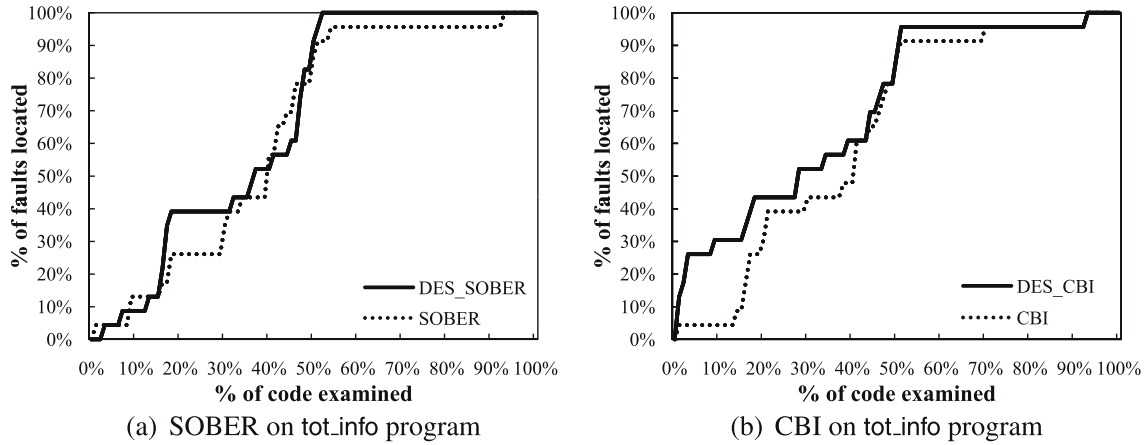 100%
90%
80%
70%
60%
50%
40%
30%
20%
10%
0%
% of faults located
DES_SOBER
SOBER
0% 10% 20% 30% 40% 50% 60% 70% 80% 90% 100%
% of code examined
(a) SOBER on tot_info program
100%
90%
80%
70%
60%
50%
40%
30%
20%
10%
0%
% of faults located
DES_CBI
CBI
0% 10% 20% 30% 40% 50% 60% 70% 80% 90% 100%
% of code examined
(b) CBI on tot_info program